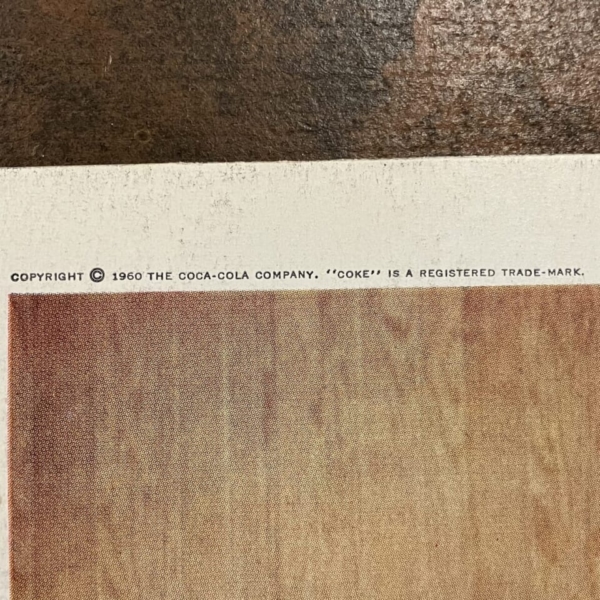 COPYRIGHT © 1960 THE COCA-COLA COMPANY. "COKE" IS A REGISTERED TRADE-MARK.